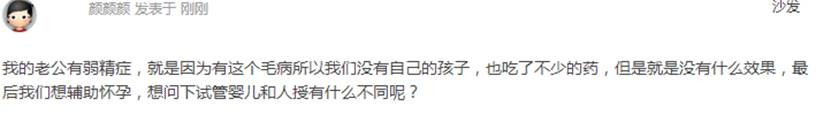 颜颜颜 发表于 刚刚
沙发
我的老公有弱精症，就是因为有这个毛病所以我们没有自己的孩子，也吃了不少的药，但是就是没有什么效果，最
后我们想辅助怀孕，想问下试管婴儿和人授有什么不同呢？